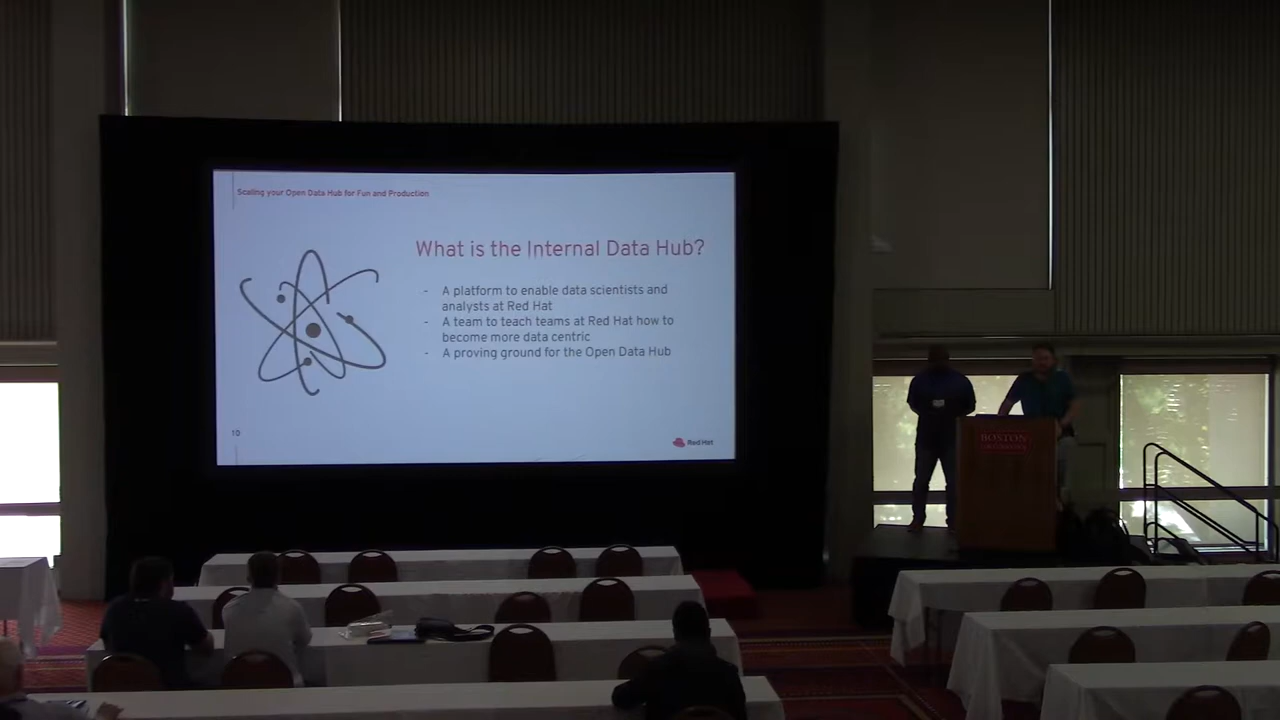 Scaling your Open Data Hub for Fun and Production
What is the Internal Data Hub?
- A platform to enable data scientists and
analysts at Red Hat
- A team to teach teams at Red Hat how to
become more data centric
- A proving ground for the Open Data Hub
10
Red Hat
BOSTON